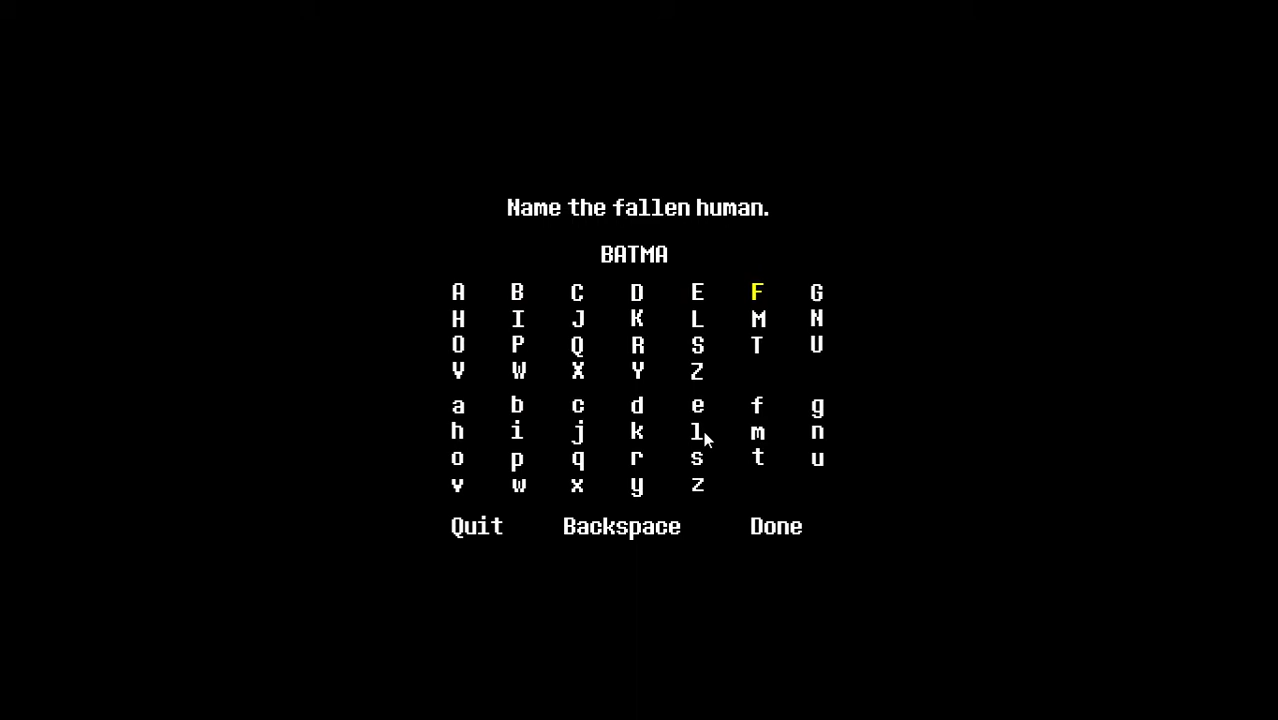 Name the fallen human.
BATMA
A B C D E F G
H I J K L M N
O P Q R S T U
V W X Y Z
a b c d e f g
h i j k l m n
o p q r s t u
v w x y z
Quit Backspace Done